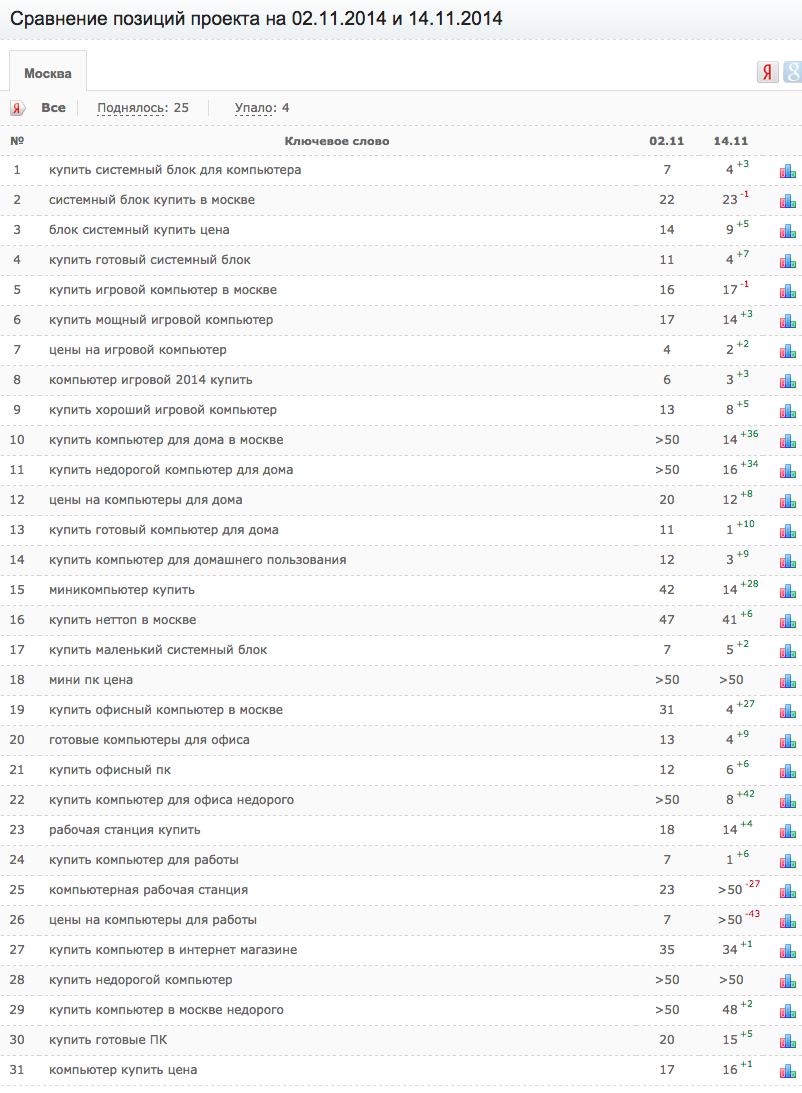 Сравнение позиций проекта на 02.11.2014 и 14.11.2014
Москва
Я 8
Я Все Поднялось: 25 Упало: 4
№ Ключевое слово 02.11 14.11
1 купить системный блок для компьютера 7 4 +3
2 системный блок купить в москве 22 23 -1
3 блок системный купить цена 14 9 +5
4 купить готовый системный блок 11 4 +7
5 купить игровой компьютер в москве 16 17 -1
6 купить мощный игровой компьютер 17 14 +3
7 цены на игровой компьютер 4 2 +2
8 компьютер игровой 2014 купить 6 3 +3
9 купить хороший игровой компьютер 13 8 +5
10 купить компьютер для дома в москве >50 14 +36
11 купить недорогой компьютер для дома >50 16 +34
12 цены на компьютеры для дома 20 12 +8
13 купить готовый компьютер для дома 11 1 +10
14 купить компьютер для домашнего пользования 12 3 +9
15 миникомпьютер купить 42 14 +28
16 купить неттоп в москве 47 41 +6
17 купить маленький системный блок 7 5 +2
18 мини пк цена >50 >50
19 купить офисный компьютер в москве 31 4 +27
20 готовые компьютеры для офиса 13 4 +9
21 купить офисный пк 12 6 +6
22 купить компьютер для офиса недорого >50 8 +42
23 рабочая станция купить 18 14 +4
24 купить компьютер для работы 7 1 +6
25 компьютерная рабочая станция 23 >50 -27
26 цены на компьютеры для работы 7 >50 -43
27 купить компьютер в интернет магазине 35 34 +1
28 купить недорогой компьютер >50 >50
29 купить компьютер в москве недорого >50 48 +2
30 купить готовые ПК 20 15 +5
31 компьютер купить цена 17 16 +1